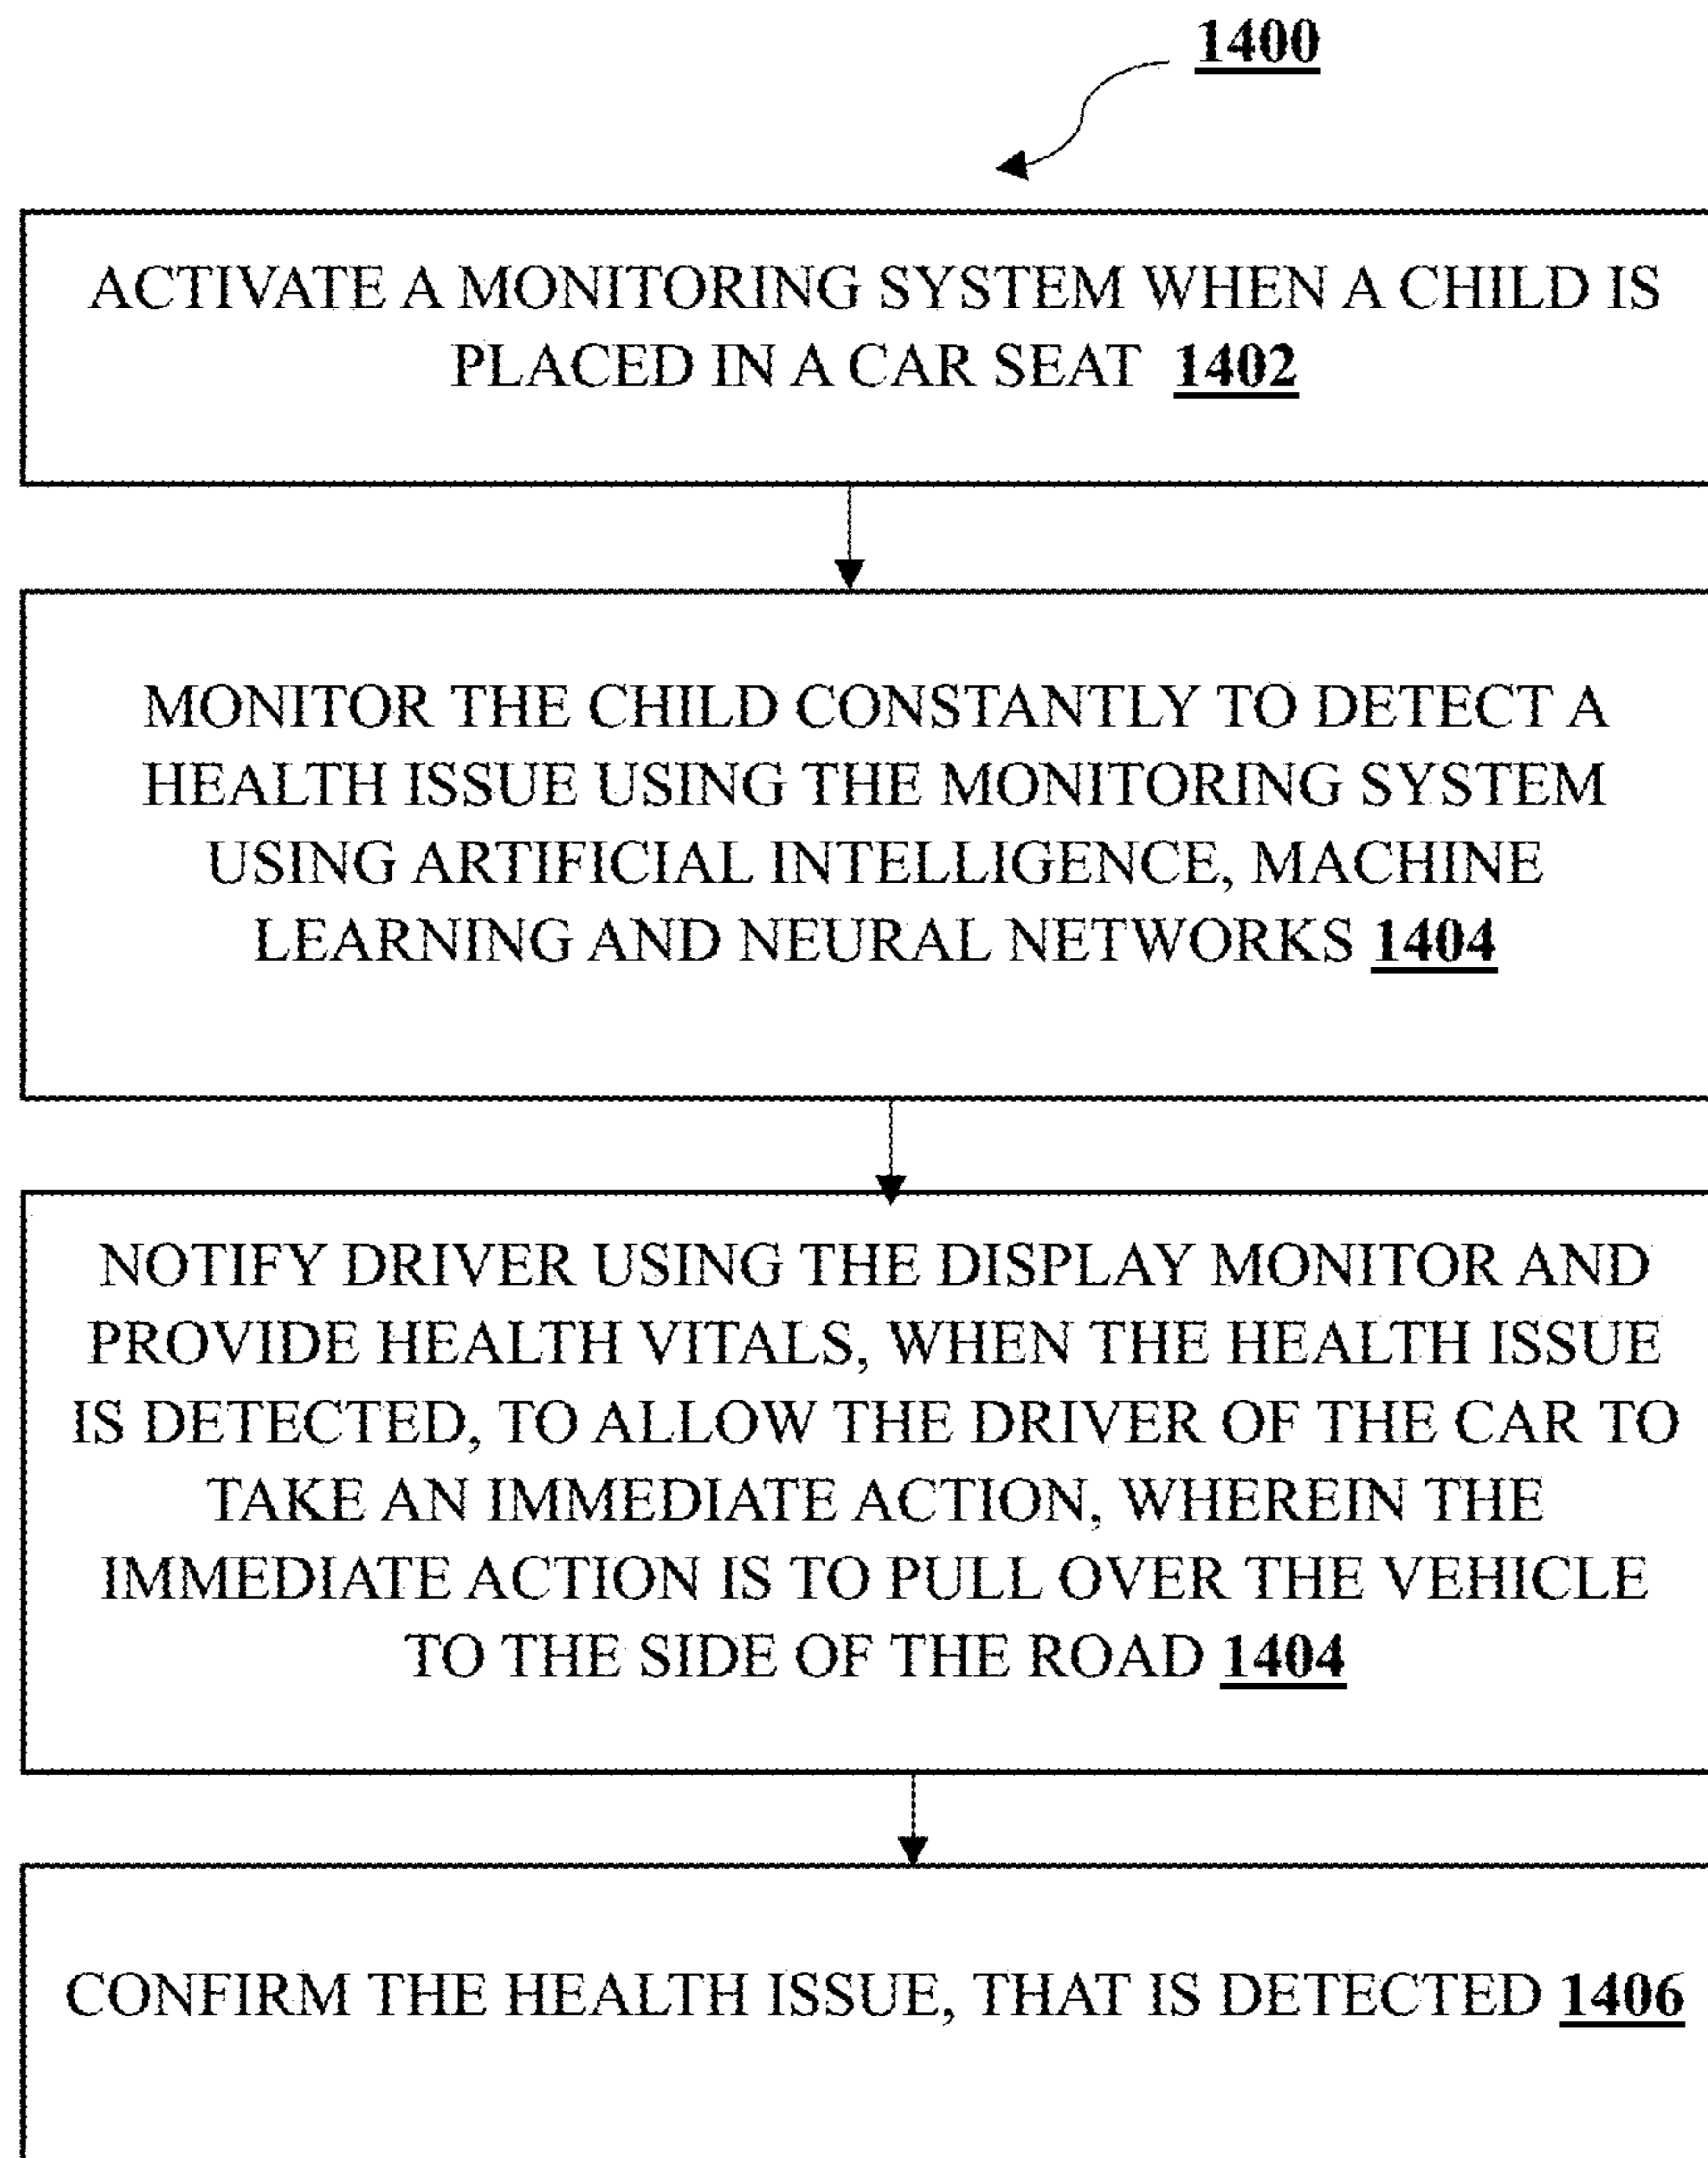 1400
ACTIVATE A MONITORING SYSTEM WHEN A CHILD IS
PLACED IN A CAR SEAT 1402
MONITOR THE CHILD CONSTANTLY TO DETECT A
HEALTH ISSUE USING THE MONITORING SYSTEM
USING ARTIFICIAL INTELLIGENCE, MACHINE
LEARNING AND NEURAL NETWORKS 1404
NOTIFY DRIVER USING THE DISPLAY MONITOR AND
PROVIDE HEALTH VITALS, WHEN THE HEALTH ISSUE
IS DETECTED, TO ALLOW THE DRIVER OF THE CAR TO
TAKE AN IMMEDIATE ACTION, WHEREIN THE
IMMEDIATE ACTION IS TO PULL OVER THE VEHICLE
TO THE SIDE OF THE ROAD 1404
CONFIRM THE HEALTH ISSUE, THAT IS DETECTED 1406